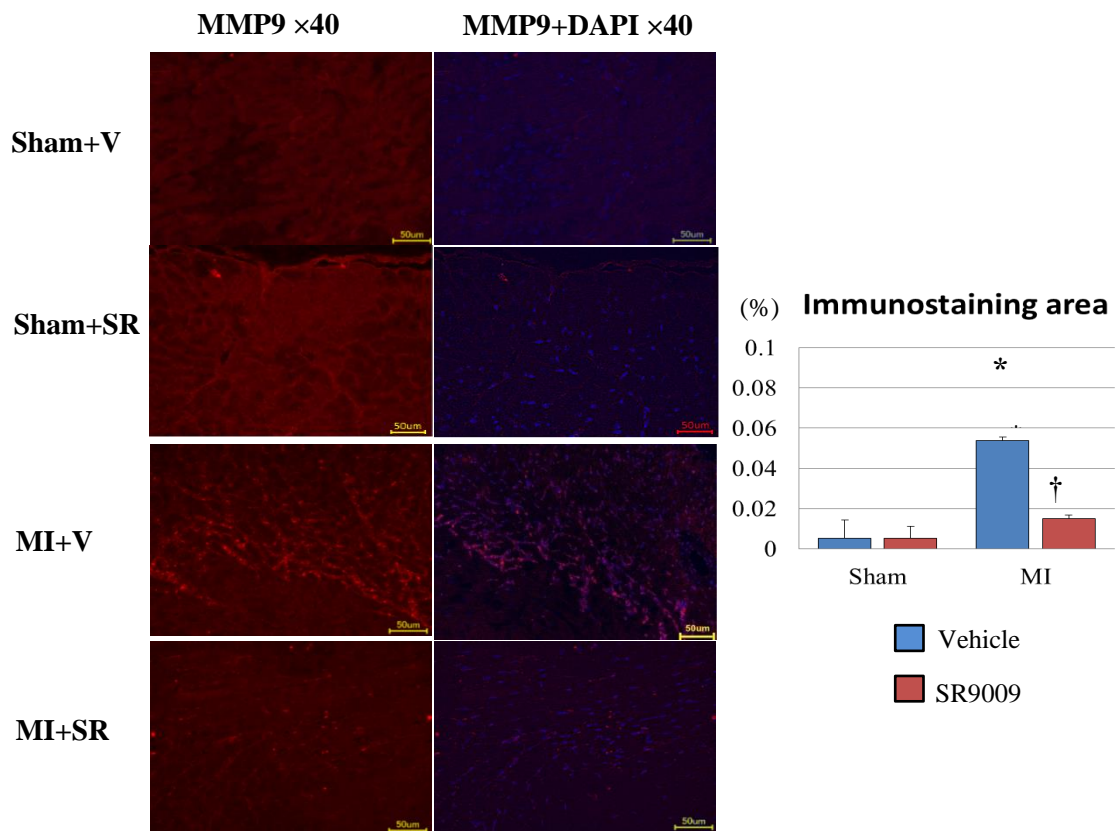 MMP9 ×40
MMP9+DAPI ×40
Sham+V
50um
50um
Sham+SR
50um
50um
MI+V
50um
50um
MI+SR
50um
50um
(%)
Immunostaining area
0.1
0.08
0.06
0.04
0.02
0
*
†
Sham
MI
Vehicle
SR9009